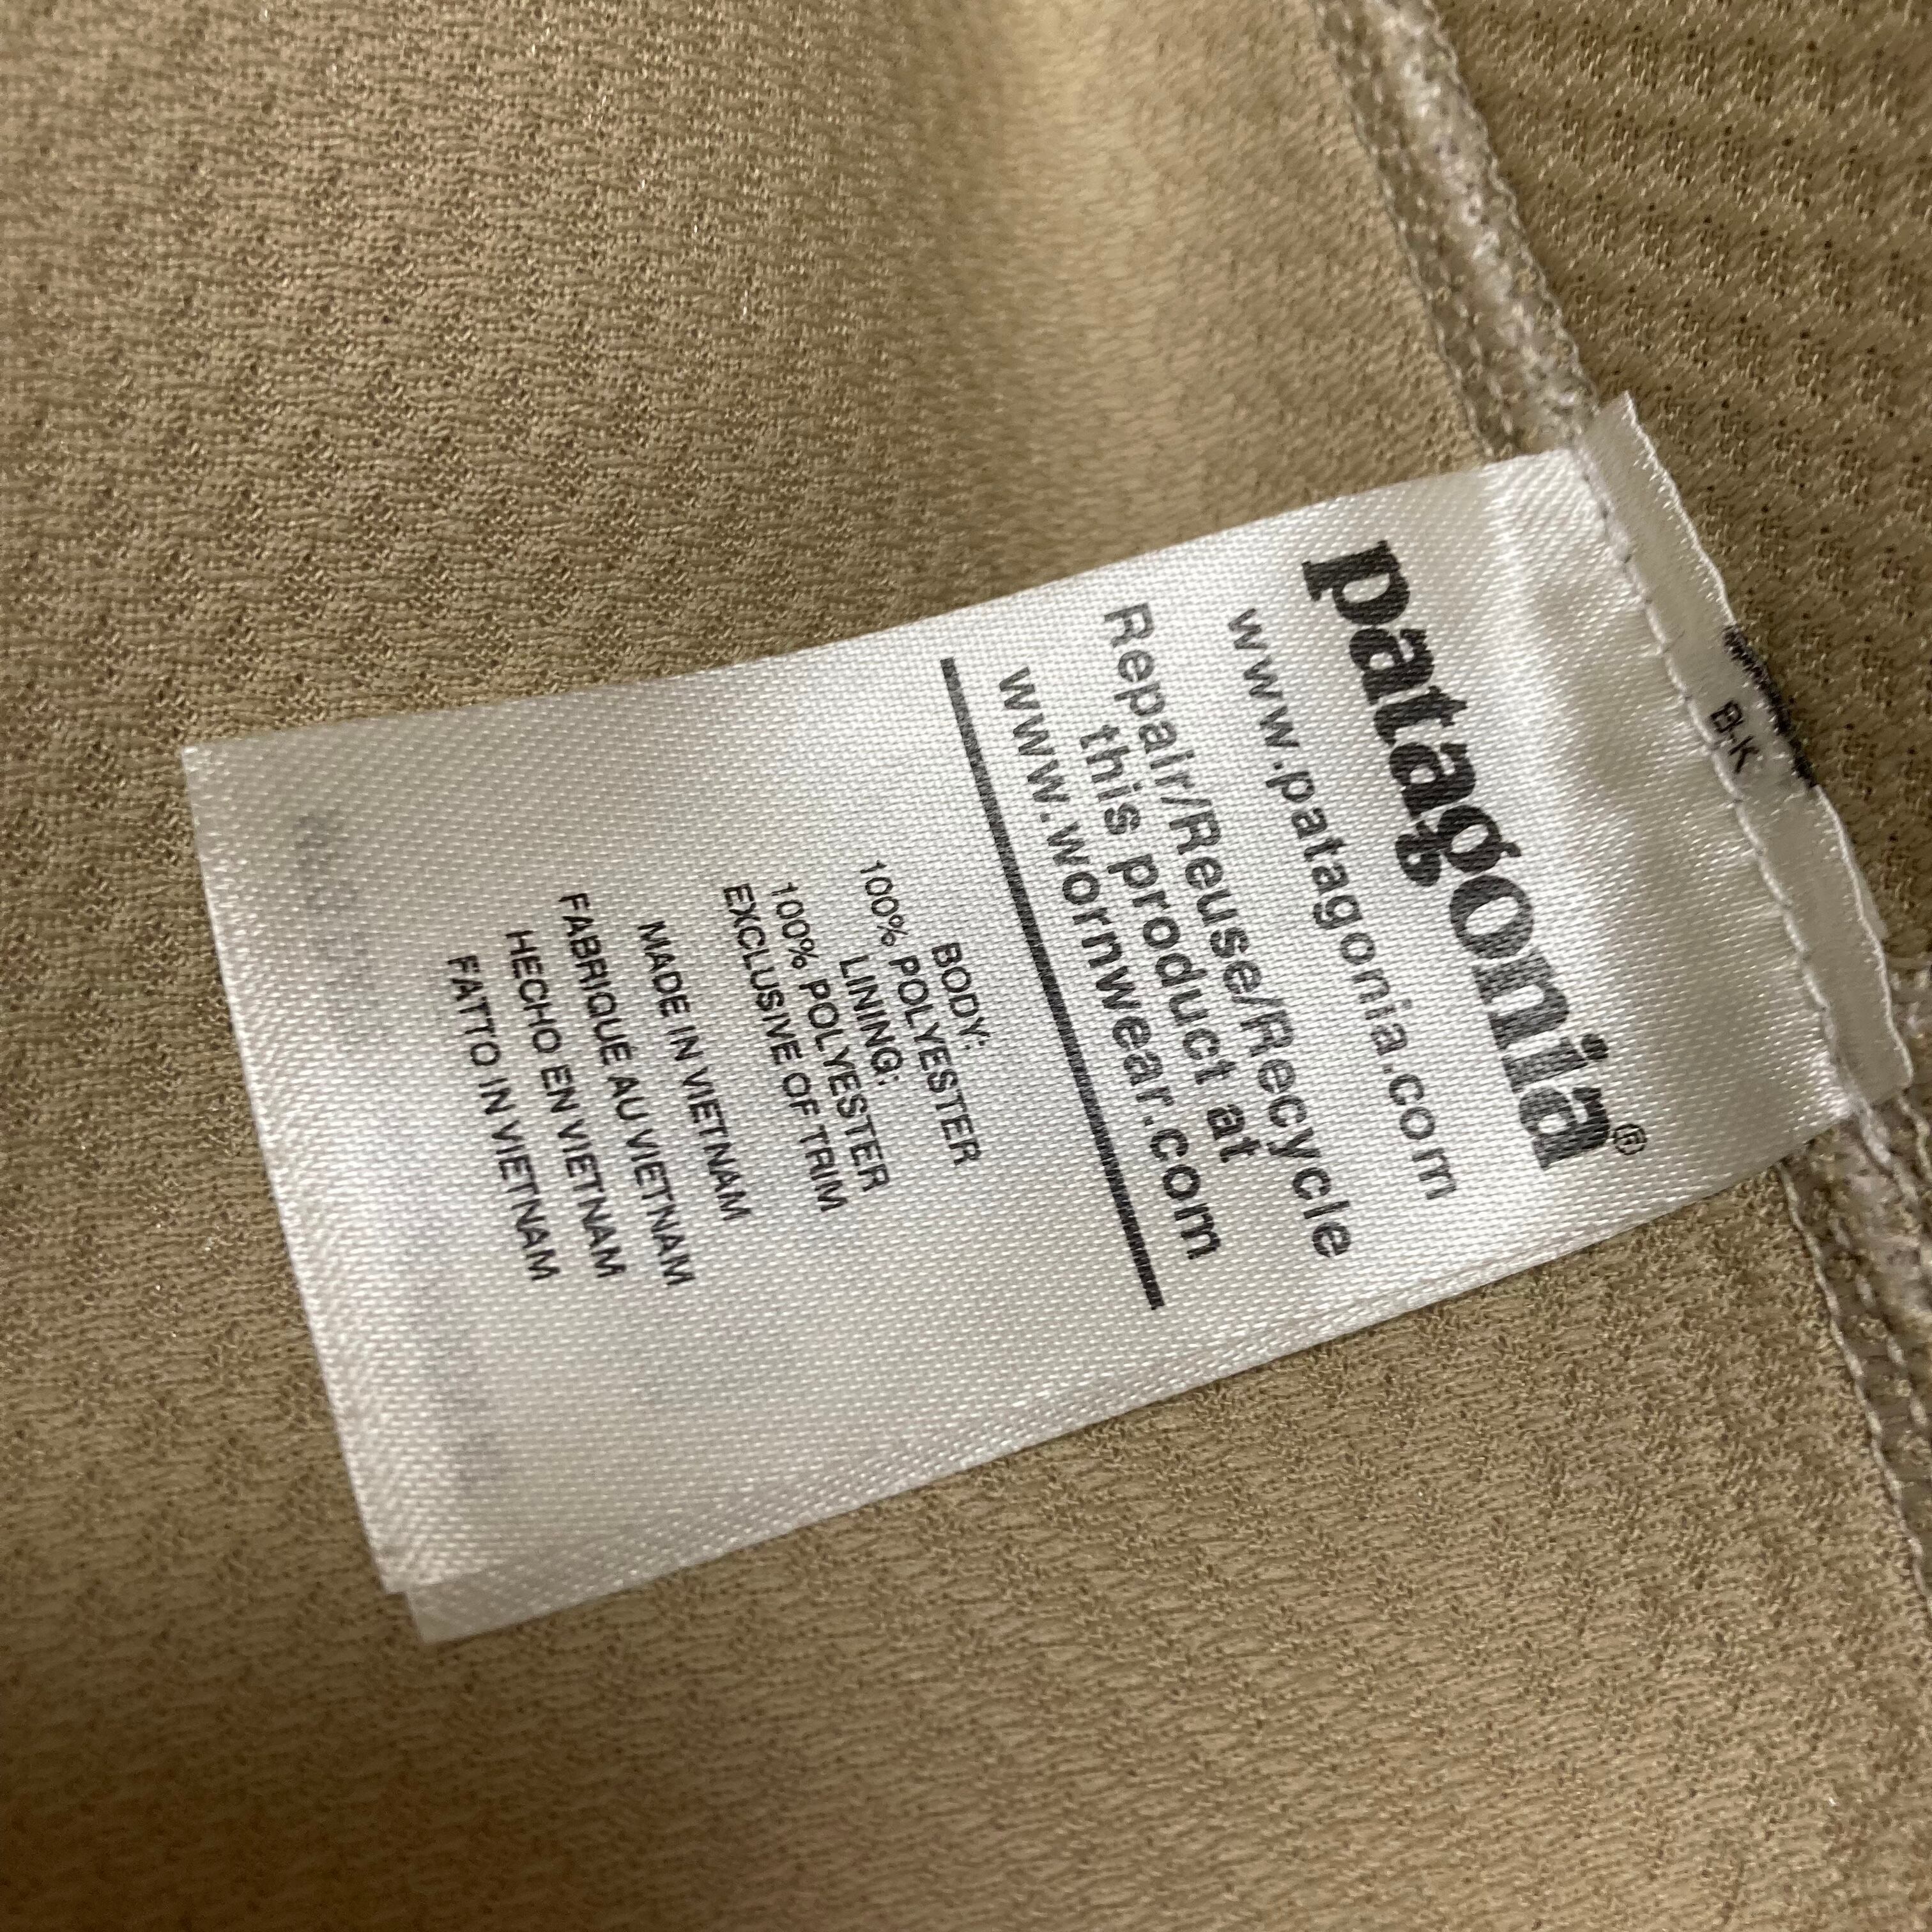 B-K
patagonia®
www.patagonia.com
Repair/Reuse/Recycle
this product at
www.wornwear.com
BODY:
100% POLYESTER
LINING:
100% POLYESTER
EXCLUSIVE OF TRIM
MADE IN VIETNAM
FABRIQUÉ AU VIETNAM
HECHO EN VIETNAM
FATTO IN VIETNAM